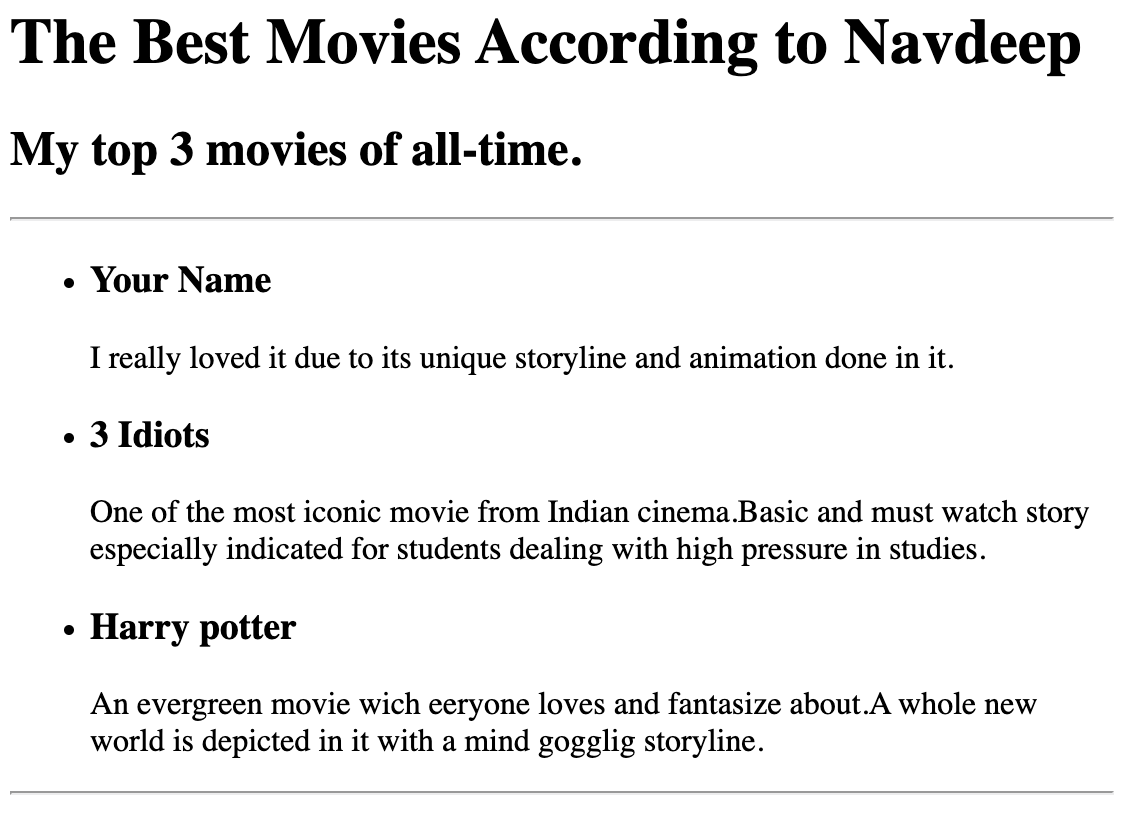 The Best Movies According to Navdeep
My top 3 movies of all-time.
Your Name
I really loved it due to its unique storyline and animation done in it.
3 Idiots
One of the most iconic movie from Indian cinema.Basic and must watch story
especially indicated for students dealing with high pressure in studies.
Harry potter
An evergreen movie wich eeryone loves and fantasize about.A whole new
world is depicted in it with a mind gogglig storyline.